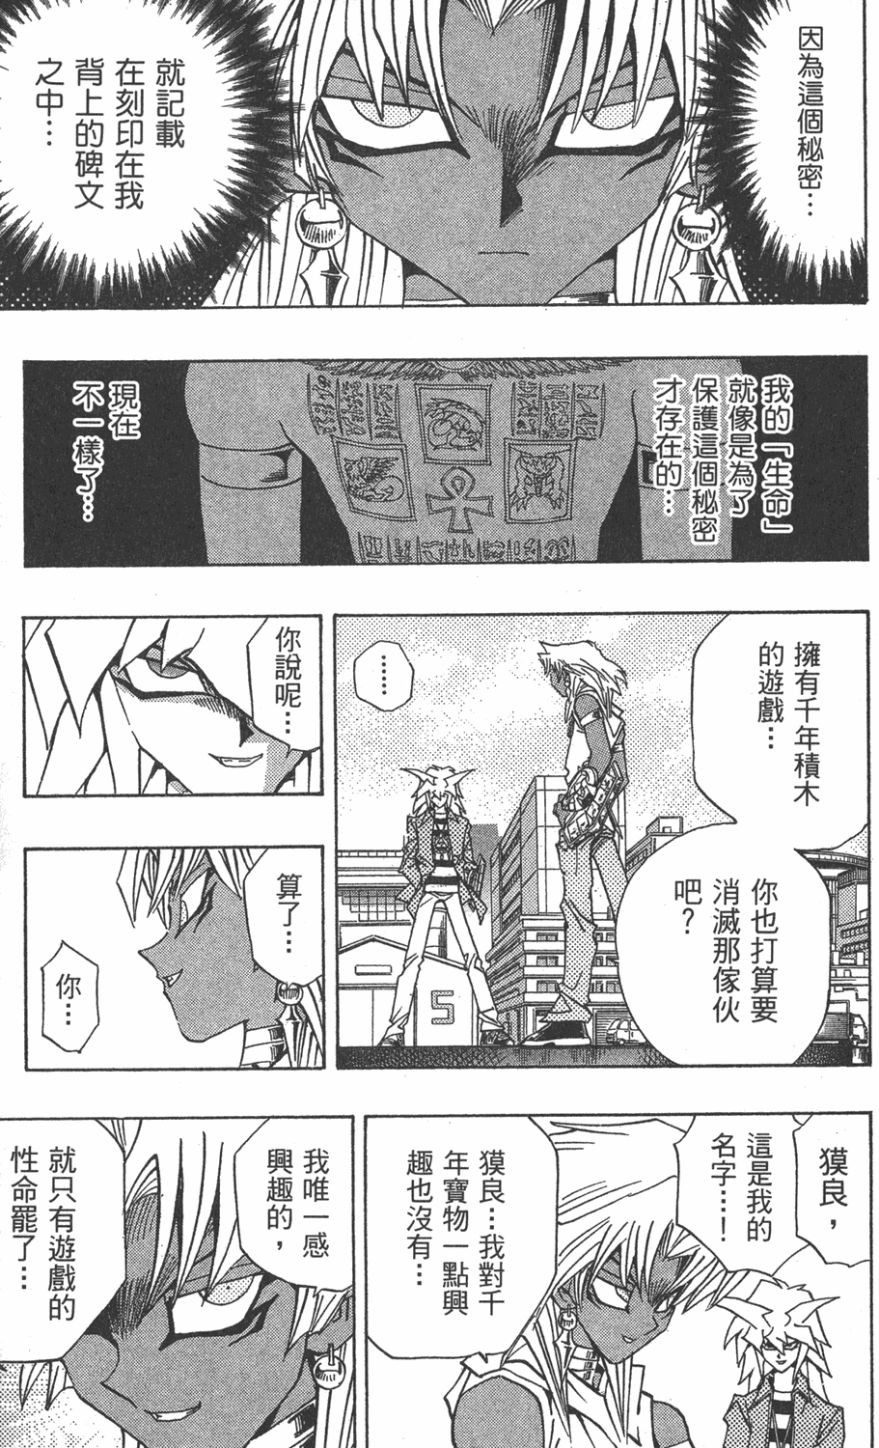 因為這個秘密…
就記載
在刻印在我
背上的碑文
之中…
我的「生命」
就像是為了
保護這個秘密
才存在的…
現在
不一樣了…
擁有千年積木
的遊戲…
你也打算要
消滅那傢伙
吧？
……
5
你說呢…
算了…
你…
獏良，
這是我的
名字…！
獏良…我對千
年寶物一點興
趣也沒有…
我唯一感
興趣的，
就只有遊戲的
性命罷了…